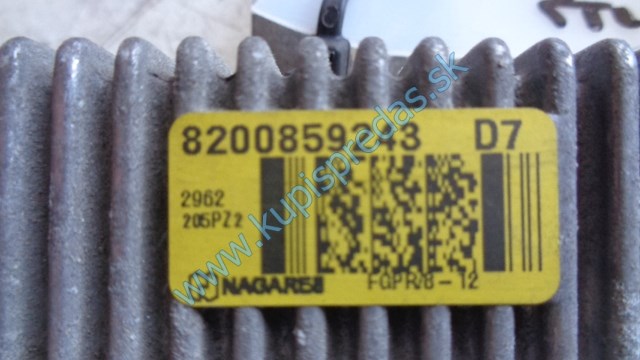 8200859243 D7
2962
205PZ2
NAGARES FGPR/8-12
www.kupispredas.sk